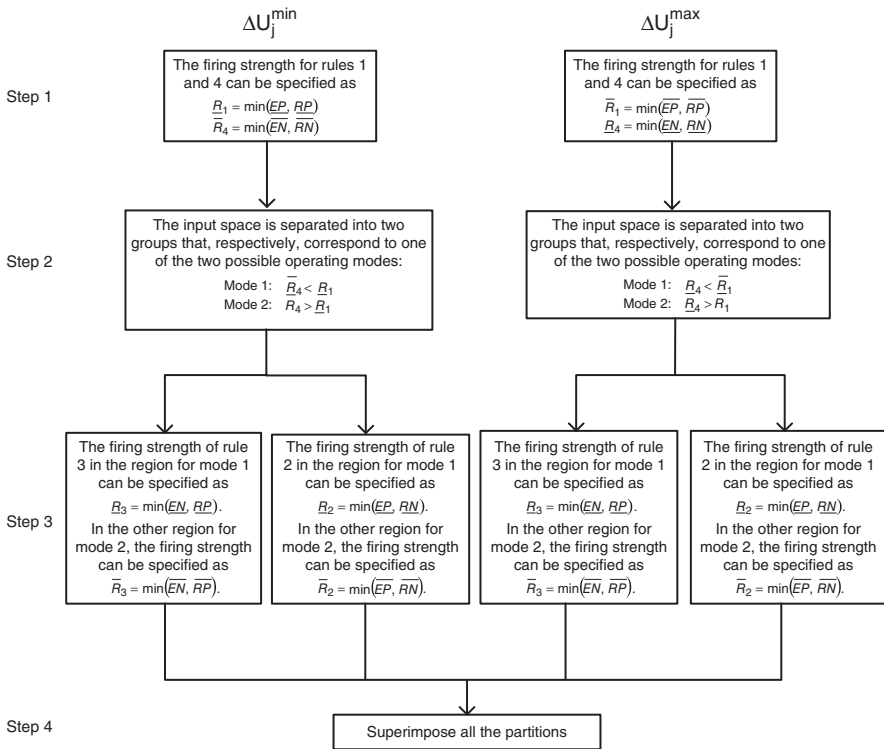 ΔU_j^min
ΔU_j^max
Step 1
The firing strength for rules 1
and 4 can be specified as
R̲₁ = min(E̲P̲, R̲P̲)
R̅₄ = min(E̅N̅, R̅N̅)
The firing strength for rules 1
and 4 can be specified as
R̅₁ = min(E̅P̅, R̅P̅)
R̲₄ = min(E̲N̲, R̲N̲)
Step 2
The input space is separated into two
groups that, respectively, correspond to one
of the two possible operating modes:
Mode 1: R̅₄ < R̲₁
Mode 2: R̅₄ > R̲₁
The input space is separated into two
groups that, respectively, correspond to one
of the two possible operating modes:
Mode 1: R̲₄ < R̅₁
Mode 2: R̲₄ > R̅₁
Step 3
The firing strength of rule
3 in the region for mode 1
can be specified as
R̲₃ = min(E̲N̲, R̲P̲).
In the other region for
mode 2, the firing strength
can be specified as
R̅₃ = min(E̅N̅, R̅P̅).
The firing strength of rule
2 in the region for mode 1
can be specified as
R̲₂ = min(E̲P̲, R̲N̲).
In the other region for
mode 2, the firing strength
can be specified as
R̅₂ = min(E̅P̅, R̅N̅).
The firing strength of rule
3 in the region for mode 1
can be specified as
R̲₃ = min(E̲N̲, R̲P̲).
In the other region for
mode 2, the firing strength
can be specified as
R̅₃ = min(E̅N̅, R̅P̅).
The firing strength of rule
2 in the region for mode 1
can be specified as
R̲₂ = min(E̲P̲, R̲N̲).
In the other region for
mode 2, the firing strength
can be specified as
R̅₂ = min(E̅P̅, R̅N̅).
Step 4
Superimpose all the partitions